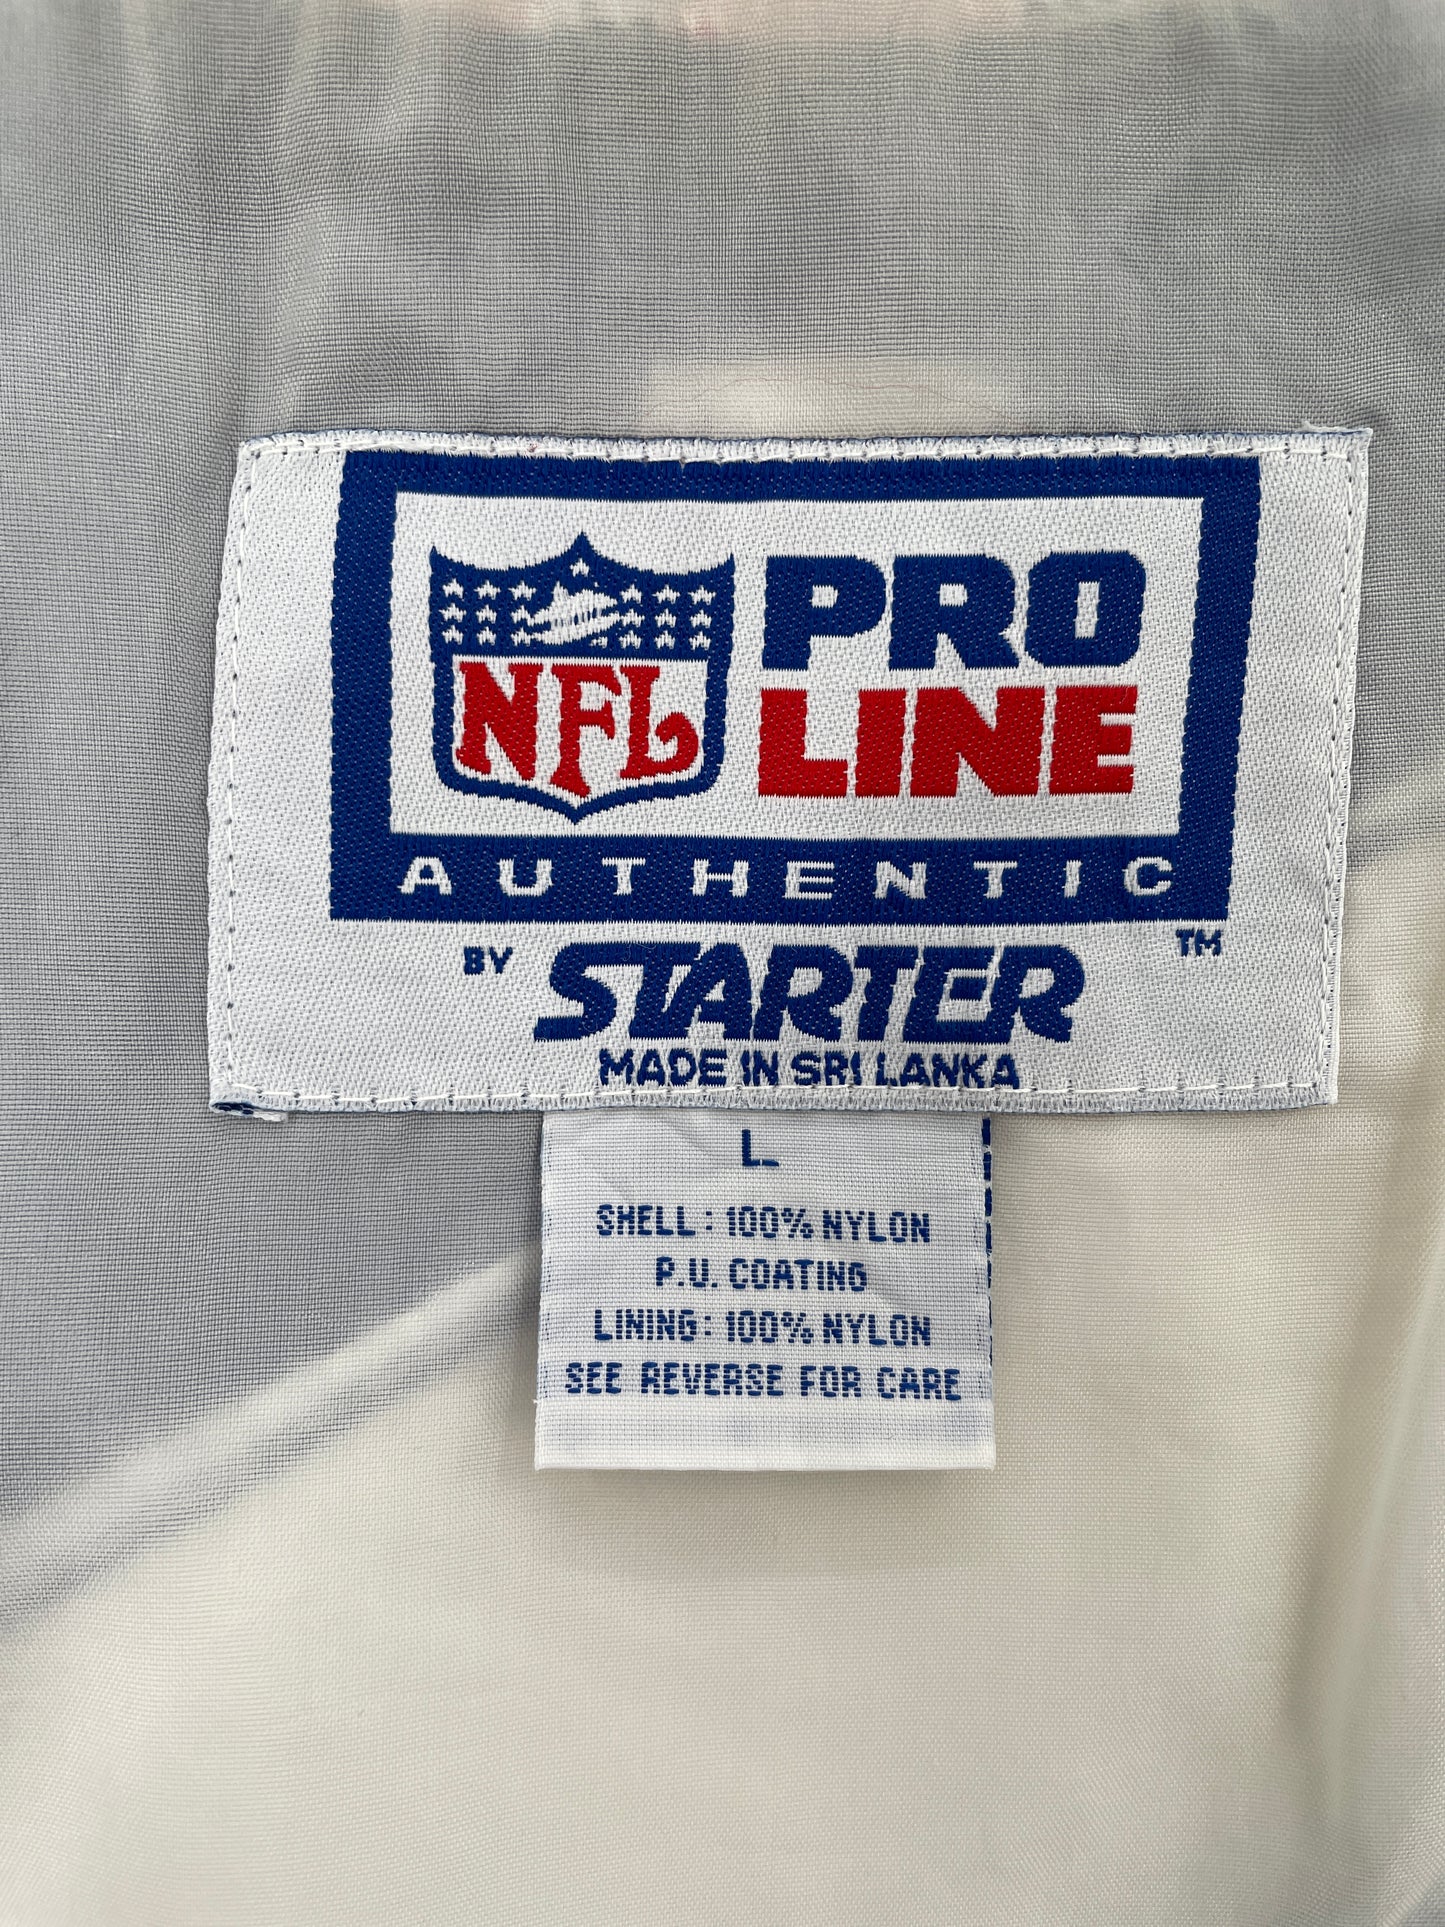 NFL
PRO
LINE
AUTHENTIC
BY STARTER TM
MADE IN SRI LANKA
L
SHELL: 100% NYLON
P.U. COATING
LINING: 100% NYLON
SEE REVERSE FOR CARE